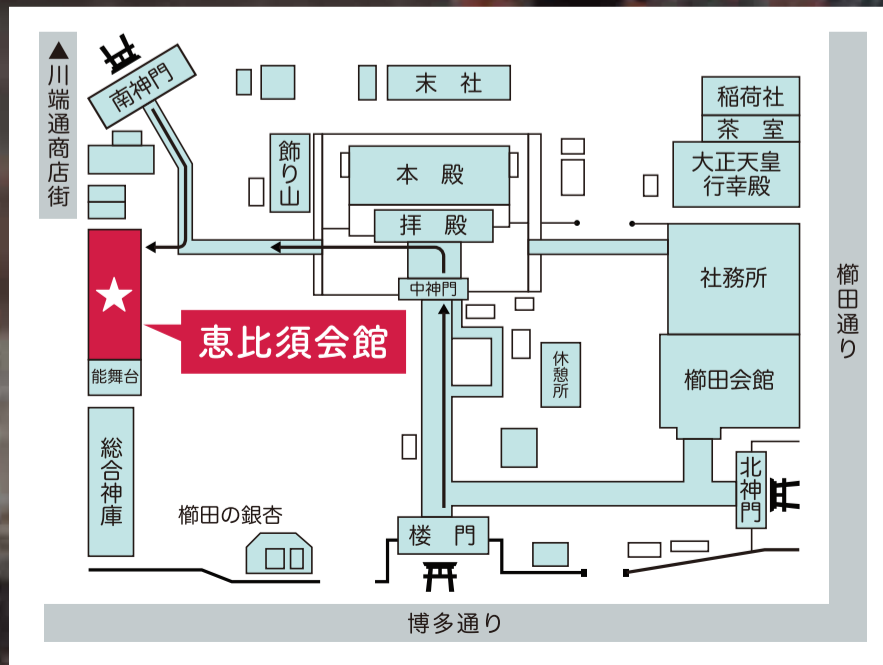 ▲川端通商店街
南神門
末社
稲荷社
茶室
大正天皇
行幸殿
飾り山
本殿
拝殿
中神門
社務所
櫛田通り
恵比須会館
能舞台
休憩所
櫛田会館
総合神庫
北神門
櫛田の銀杏
楼門
博多通り